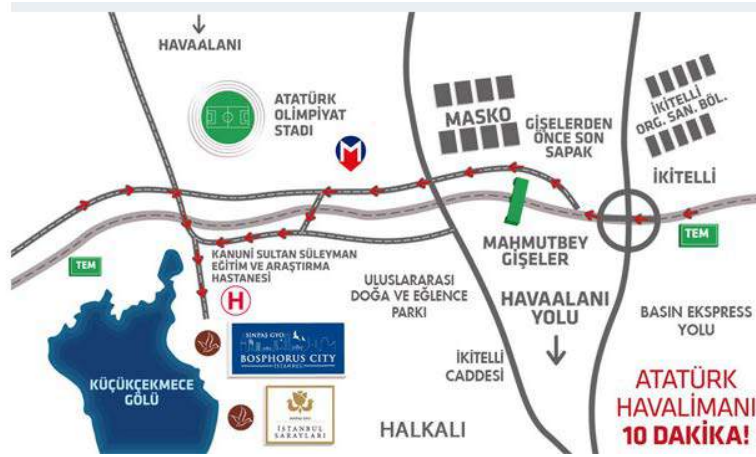 HAVAALANI
ATATÜRK
OLİMPİYAT
STADI
M
MASKO
GİŞELERDEN
ÖNCE SON
SAPAK
İKİTELLİ
ORG. SAN. BÖL.
İKİTELLİ
TEM
TEM
MAHMUTBEY
GİŞELER
KANUNİ SULTAN SÜLEYMAN
EĞİTİM VE ARAŞTIRMA
HASTANESİ
H
ULUSLARARASI
DOĞA VE EĞLENCE
PARKI
HAVAALANI
YOLU
BASIN EKSPRESS
YOLU
İKİTELLİ
CADDESİ
SİNPAŞ GYO
BOSPHORUS CITY
İSTANBUL
KÜÇÜKÇEKMECE
GÖLÜ
İSTANBUL
SARAYLARI
HALKALI
ATATÜRK
HAVALİMANI
10 DAKİKA!